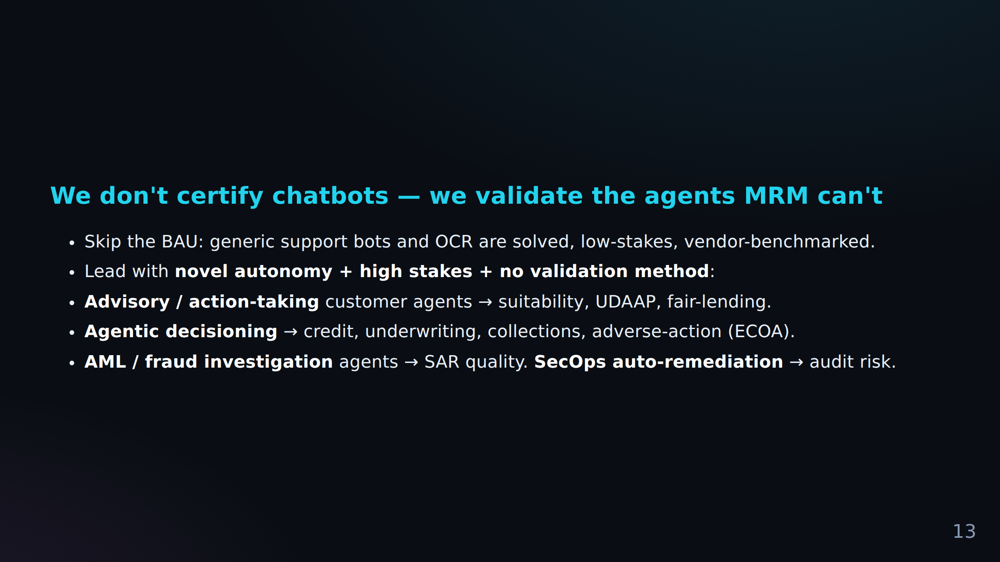 We don't certify chatbots — we validate the agents MRM can't
• Skip the BAU: generic support bots and OCR are solved, low-stakes, vendor-benchmarked.
• Lead with novel autonomy + high stakes + no validation method:
• Advisory / action-taking customer agents → suitability, UDAAP, fair-lending.
• Agentic decisioning → credit, underwriting, collections, adverse-action (ECOA).
• AML / fraud investigation agents → SAR quality. SecOps auto-remediation → audit risk.
13